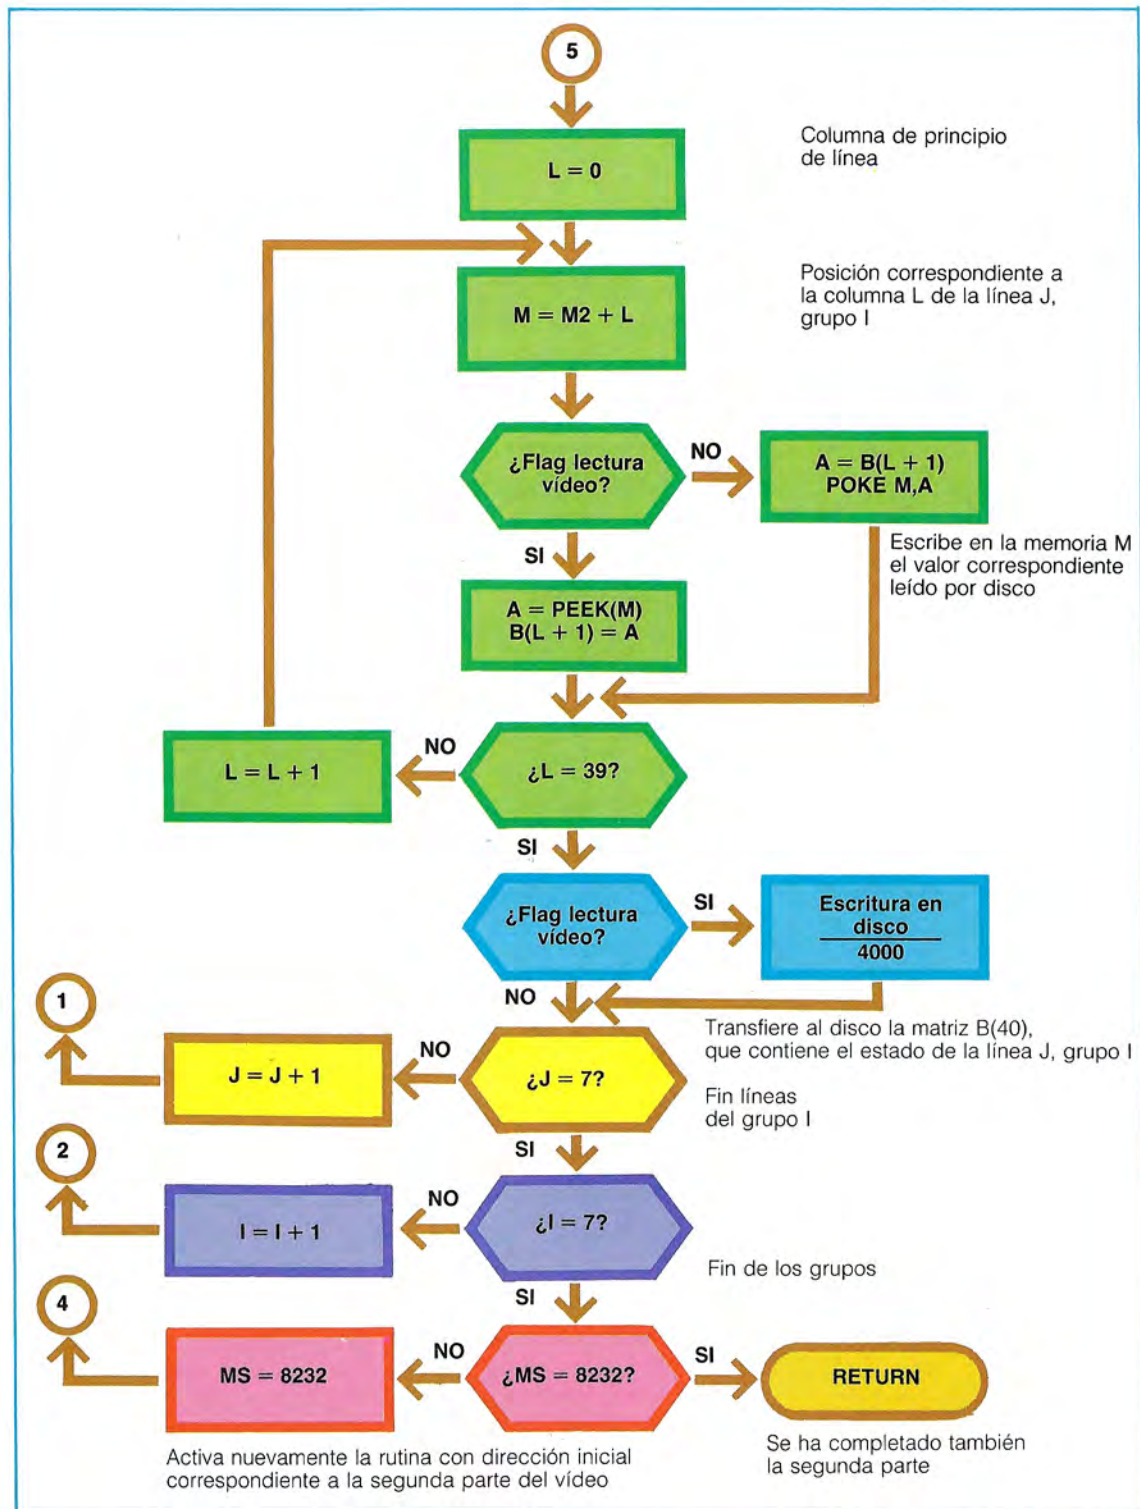 5
L = 0
Columna de principio
de línea
M = M2 + L
Posición correspondiente a
la columna L de la línea J,
grupo I
¿Flag lectura
vídeo?
NO
A = B(L + 1)
POKE M,A
Escribe en la memoria M
el valor correspondiente
leído por disco
SI
A = PEEK(M)
B(L + 1) = A
¿L = 39?
NO
L = L + 1
SI
¿Flag lectura
vídeo?
SI
Escritura en
disco
4000
NO
Transfiere al disco la matriz B(40),
que contiene el estado de la línea J, grupo I
1
J = J + 1
NO
¿J = 7?
Fin líneas
del grupo I
SI
2
I = I + 1
NO
¿I = 7?
Fin de los grupos
SI
4
MS = 8232
NO
¿MS = 8232?
SI
RETURN
Activa nuevamente la rutina con dirección inicial
correspondiente a la segunda parte del vídeo
Se ha completado también
la segunda parte